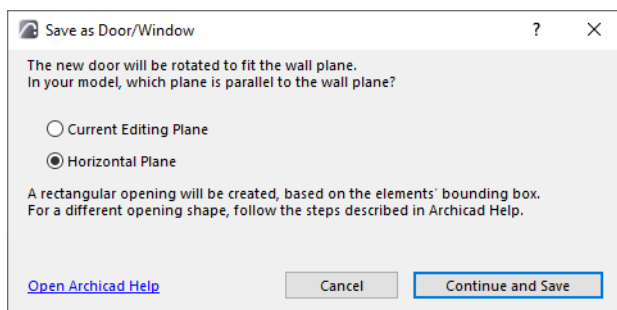 Save as Door/Window
?
The new door will be rotated to fit the wall plane.
In your model, which plane is parallel to the wall plane?
Current Editing Plane
Horizontal Plane
A rectangular opening will be created, based on the elements' bounding box.
For a different opening shape, follow the steps described in Archicad Help.
Open Archicad Help
Cancel
Continue and Save